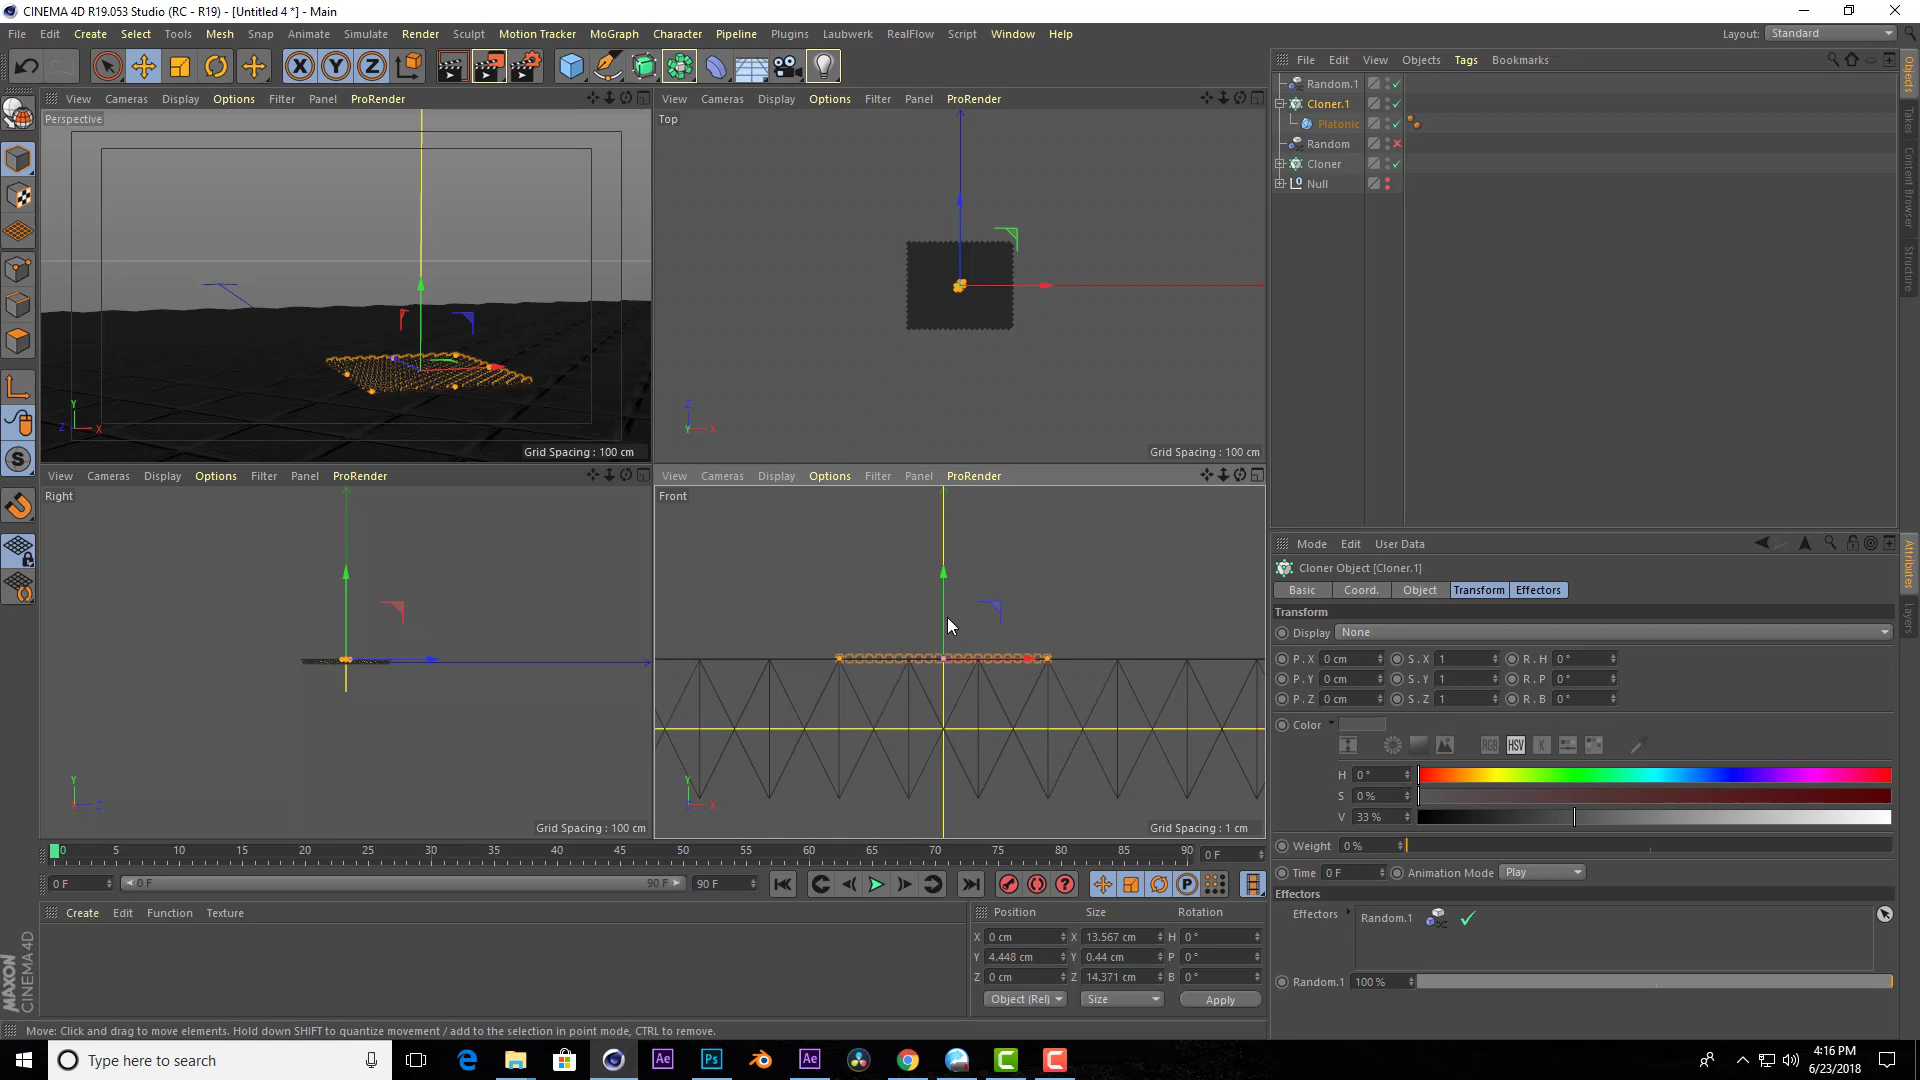 CINEMA 4D R19.053 Studio (RC - R19) - [Untitled 4 *] - Main
File Edit Create Select Tools Mesh Snap Animate Simulate Render Sculpt Motion Tracker MoGraph Character Pipeline Plugins Laubwerk RealFlow Script Window Help Layout: Standard
X Y Z
File Edit View Objects Tags Bookmarks
View Cameras Display Options Filter Panel ProRender
View Cameras Display Options Filter Panel ProRender
Perspective
Top
Random.1
Cloner.1
Platonic
Random
Cloner
Null
Objects
Takes
Content Browser
Structure
Y
Z X
Grid Spacing : 100 cm
Z
Y X
Grid Spacing : 100 cm
View Cameras Display Options Filter Panel ProRender
View Cameras Display Options Filter Panel ProRender
Right
Front
Y
X Z
Grid Spacing : 100 cm
Y
Z X
Grid Spacing : 1 cm
Mode Edit User Data
Cloner Object [Cloner.1]
Basic Coord. Object Transform Effectors
Transform
Display None
P . X 0 cm S . X 1 R . H 0 °
P . Y 0 cm S . Y 1 R . P 0 °
P . Z 0 cm S . Z 1 R . B 0 °
Color
RGB HSV K
H 0 °
S 0 %
V 33 %
Weight 0 %
Time 0 F Animation Mode Play
Effectors
Effectors Random.1
Random.1 100 %
Attributes
Layers
0 5 10 15 20 25 30 35 40 45 50 55 60 65 70 75 80 85 90 0 F
0 F 0 F 90 F 90 F
P
Create Edit Function Texture
Position Size Rotation
X 0 cm X 13.567 cm H 0 °
Y 4.448 cm Y 0.44 cm P 0 °
Z 0 cm Z 14.371 cm B 0 °
Object (Rel) Size Apply
MAXON
CINEMA 4D
Move: Click and drag to move elements. Hold down SHIFT to quantize movement / add to the selection in point mode, CTRL to remove.
Type here to search
Ae
Ps
Ae
C
C
4:16 PM
6/23/2018